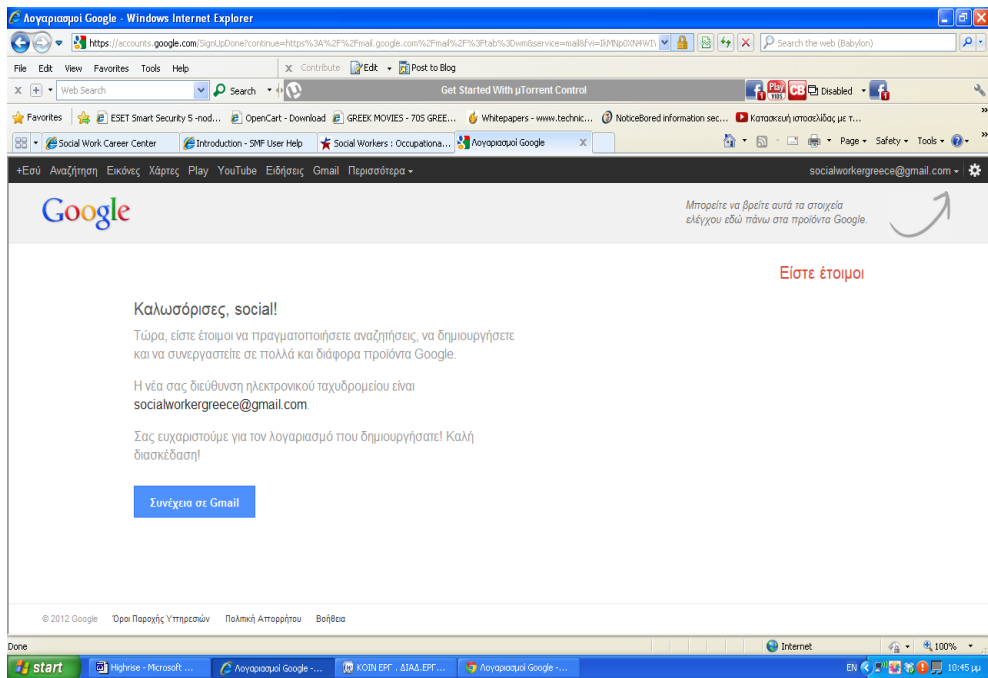 Λογαριασμοί Google - Windows Internet Explorer
https://accounts.google.com/SignUpDone?continue=https%3A%2F%2Fmail.google.com%2Fmail%2F%3Ftab%3Dwm&service=mail&fvi= Search the web (Babylon)
File Edit View Favorites Tools Help x Contribute Edit Post to Blog
X Web Search Search Get Started With µTorrent Control Play VIDS CB Disabled
Favorites ESET Smart Security 5 -nod... OpenCart - Download GREEK MOVIES - 70S GREE... Whitepapers - www.technic... NoticeBored information sec... Κατασκευή ιστοσελίδας με τ... »
Social Work Career Center Introduction - SMF User Help Social Workers : Occupationa... Λογαριασμοί Google X Page Safety Tools »
+Εσύ Αναζήτηση Εικόνες Χάρτες Play YouTube Ειδήσεις Gmail Περισσότερα socialworkergreece@gmail.com
Google
Μπορείτε να βρείτε αυτά τα στοιχεία
ελέγχου εδώ πάνω στα προϊόντα Google.
Είστε έτοιμοι
Καλωσόρισες, social!
Τώρα, είστε έτοιμοι να πραγματοποιήσετε αναζητήσεις, να δημιουργήσετε
και να συνεργαστείτε σε πολλά και διάφορα προϊόντα Google.
Η νέα σας διεύθυνση ηλεκτρονικού ταχυδρομείου είναι
socialworkergreece@gmail.com.
Σας ευχαριστούμε για τον λογαριασμό που δημιουργήσατε! Καλή
διασκέδαση!
Συνέχεια σε Gmail
© 2012 Google Όροι Παροχής Υπηρεσιών Πολιτική Απορρήτου Βοήθεια
Done Internet 100%
start Highrise - Microsoft ... Λογαριασμοί Google -... ΚΟΙΝ ΕΡΓ . ΔΙΑΔ.ΕΡΓ... Λογαριασμοί Google -... EN 10:45 μμ